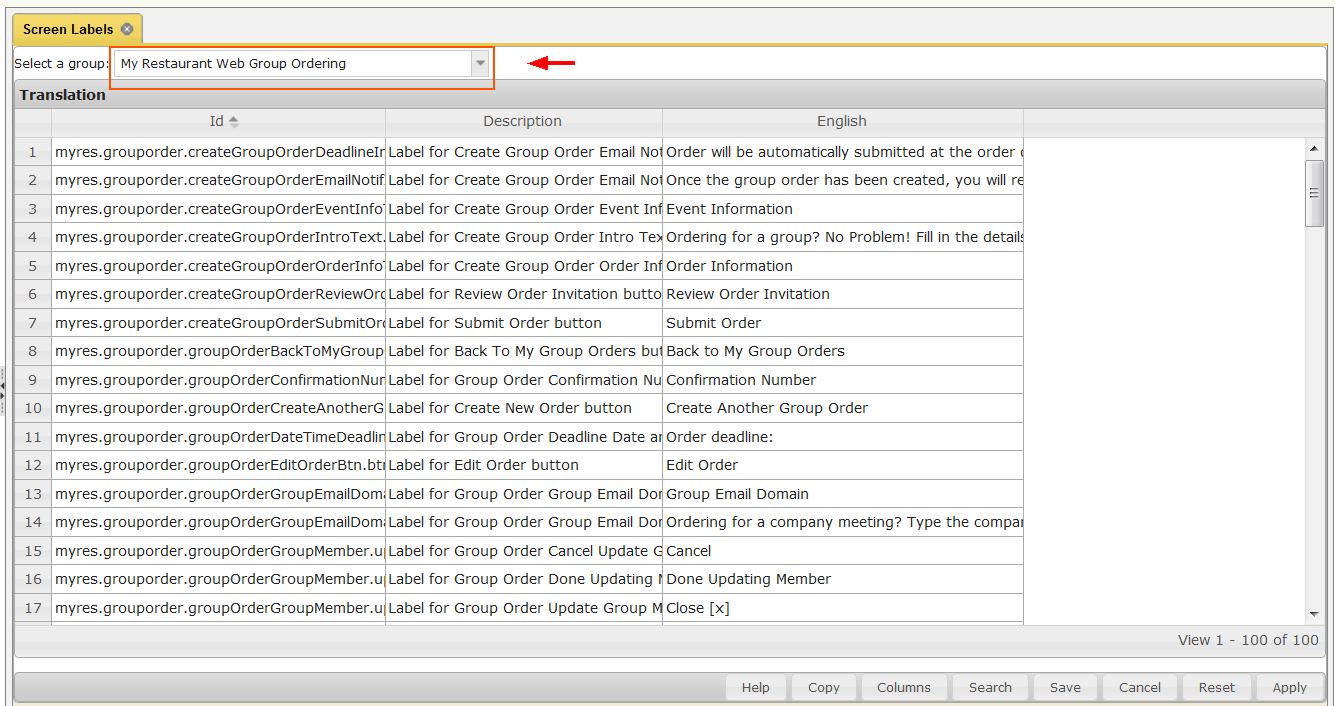 Screen Labels
Select a group: My Restaurant Web Group Ordering
Translation
Id Description English
1 myres.grouporder.createGroupOrderDeadlineIr Label for Create Group Order Email Not Order will be automatically submitted at the order
2 myres.grouporder.createGroupOrderEmailNotif Label for Create Group Order Email Not Once the group order has been created, you will re
3 myres.grouporder.createGroupOrderEventInfo Label for Create Group Order Event Inf Event Information
4 myres.grouporder.createGroupOrderIntroText. Label for Create Group Order Intro Tex Ordering for a group? No Problem! Fill in the details
5 myres.grouporder.createGroupOrderOrderInfo Label for Create Group Order Order Inf Order Information
6 myres.grouporder.createGroupOrderReviewOrd Label for Review Order Invitation butto Review Order Invitation
7 myres.grouporder.createGroupOrderSubmitOrd Label for Submit Order button Submit Order
8 myres.grouporder.groupOrderBackToMyGroup Label for Back To My Group Orders but Back to My Group Orders
9 myres.grouporder.groupOrderConfirmationNum Label for Group Order Confirmation Nu Confirmation Number
10 myres.grouporder.groupOrderCreateAnotherG Label for Create New Order button Create Another Group Order
11 myres.grouporder.groupOrderDateTimeDeadlin Label for Group Order Deadline Date ar Order deadline:
12 myres.grouporder.groupOrderEditOrderBtn.btn Label for Edit Order button Edit Order
13 myres.grouporder.groupOrderGroupEmailDoma Label for Group Order Group Email Dor Group Email Domain
14 myres.grouporder.groupOrderGroupEmailDoma Label for Group Order Group Email Dor Ordering for a company meeting? Type the compar
15 myres.grouporder.groupOrderGroupMember.up Label for Group Order Cancel Update G Cancel
16 myres.grouporder.groupOrderGroupMember.up Label for Group Order Done Updating M Done Updating Member
17 myres.grouporder.groupOrderGroupMember.up Label for Group Order Update Group M Close [x]
View 1 - 100 of 100
Help Copy Columns Search Save Cancel Reset Apply